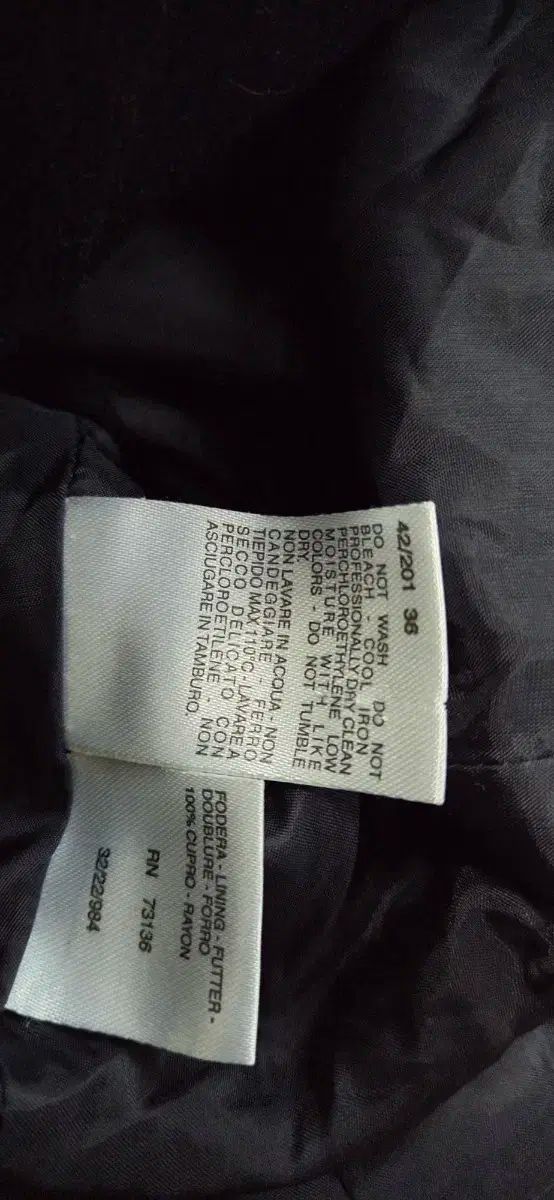 42/201 36
DO NOT WASH DO NOT
BLEACH - COOL IRON
PROFESSIONALLY DRY CLEAN
PERCHLOROETHYLENE LOW
MOISTURE WITH LIKE
COLORS - DO NOT TUMBLE
DRY.
NON LAVARE IN ACQUA - NON
CANDEGGIARE - FERRO
TIEPIDO MAX 110°C - LAVARE A
SECCO DELICATO CON
PERCLOROETILENE - NON
ASCIUGARE IN TAMBURO.
FODERA - LINING - FUTTER -
DOUBLURE - FORRO
100% CUPRO - RAYON
RN 73136
32/22/984